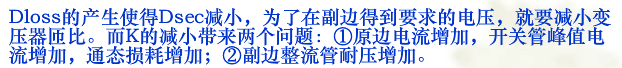 Dloss的产生使得Dsec减小，为了在副边得到要求的电压，就要减小变
压器匝比。而K的减小带来两个问题：①原边电流增加，开关管峰值电
流增加，通态损耗增加；②副边整流管耐压增加。